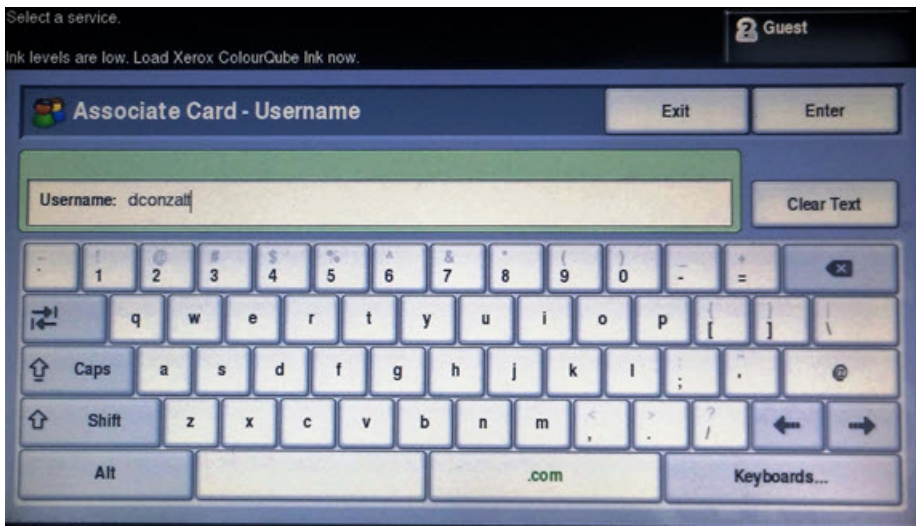 Select a service.
Guest
Ink levels are low. Load Xerox ColourQube Ink now.
Associate Card - Username
Exit
Enter
Username: dconzatt
Clear Text
! @ # $ % ^ & * ( ) _ +
1 2 3 4 5 6 7 8 9 0 - =
q w e r t y u i o p [ ] \
{ } |
Caps a s d f g h j k l ; @
:
Shift z x c v b n m , . /
< > ?
Alt .com Keyboards...